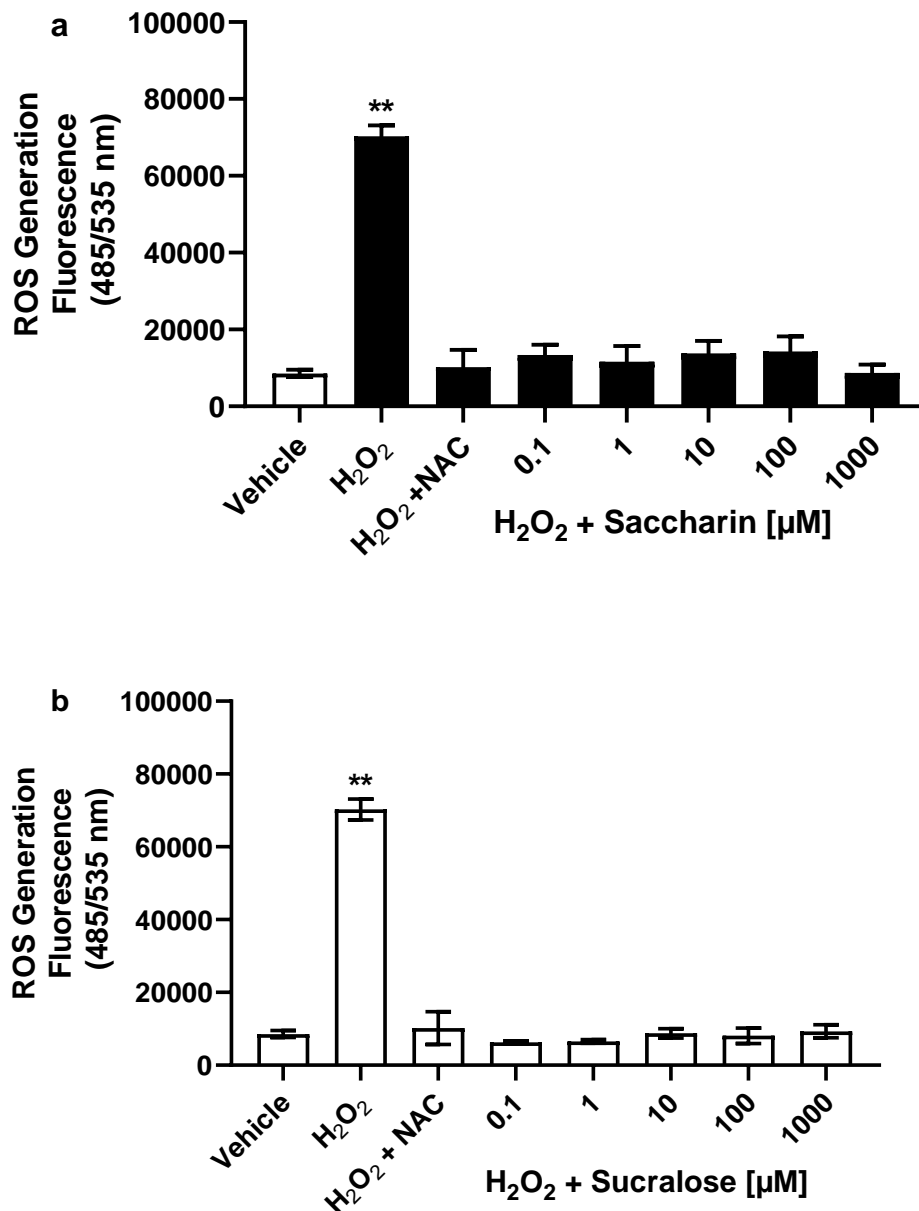 a
ROS Generation
Fluorescence
(485/535 nm)
100000
80000
60000
40000
20000
0
**
Vehicle
H₂O₂
H₂O₂ +NAC
0.1
1
10
100
1000
H₂O₂ + Saccharin [µM]
b
ROS Generation
Fluorescence
(485/535 nm)
100000
80000
60000
40000
20000
0
**
Vehicle
H₂O₂
H₂O₂ + NAC
0.1
1
10
100
1000
H₂O₂ + Sucralose [µM]